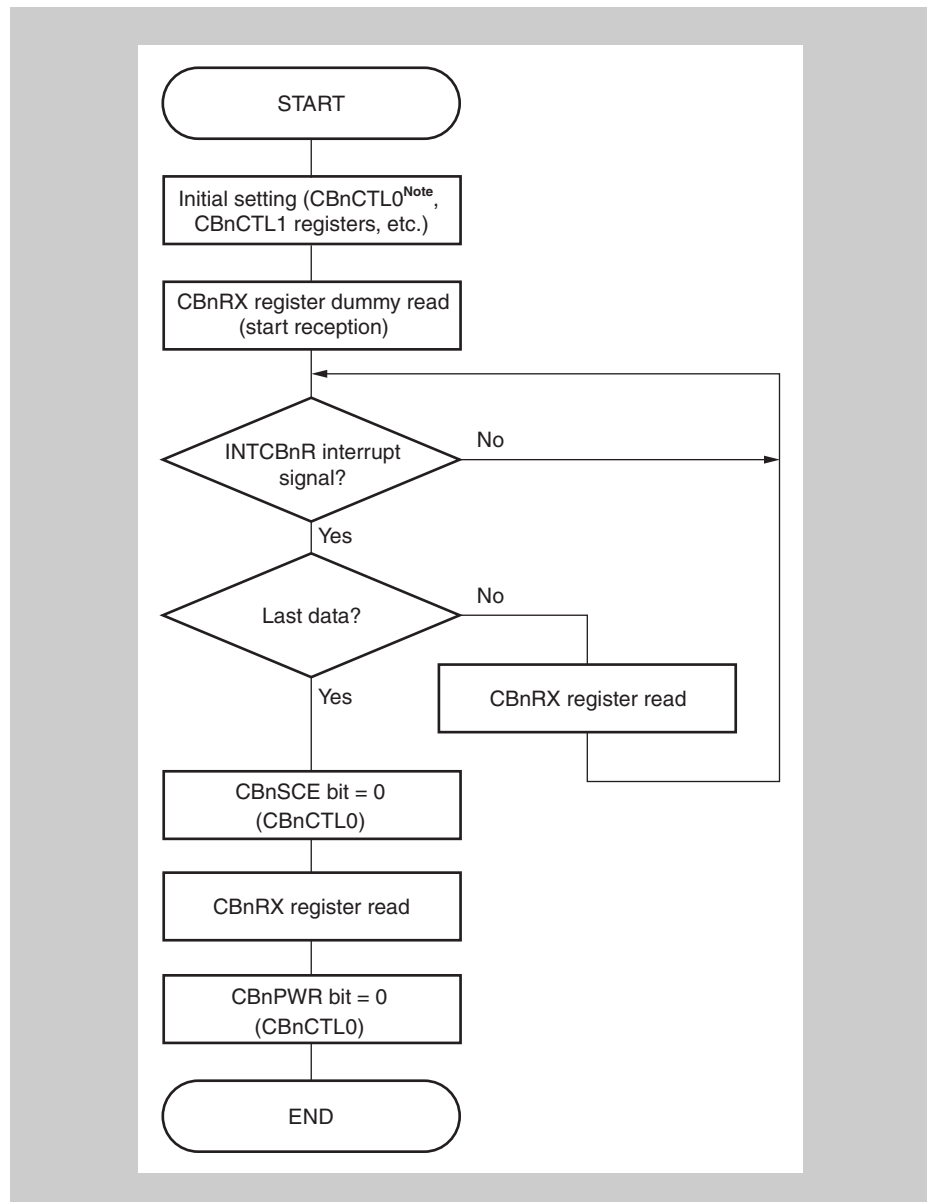 START
Initial setting (CBnCTL0Note,
CBnCTL1 registers, etc.)
CBnRX register dummy read
(start reception)
INTCBnR interrupt
signal?
No
Yes
Last data?
No
CBnRX register read
Yes
CBnSCE bit = 0
(CBnCTL0)
CBnRX register read
CBnPWR bit = 0
(CBnCTL0)
END